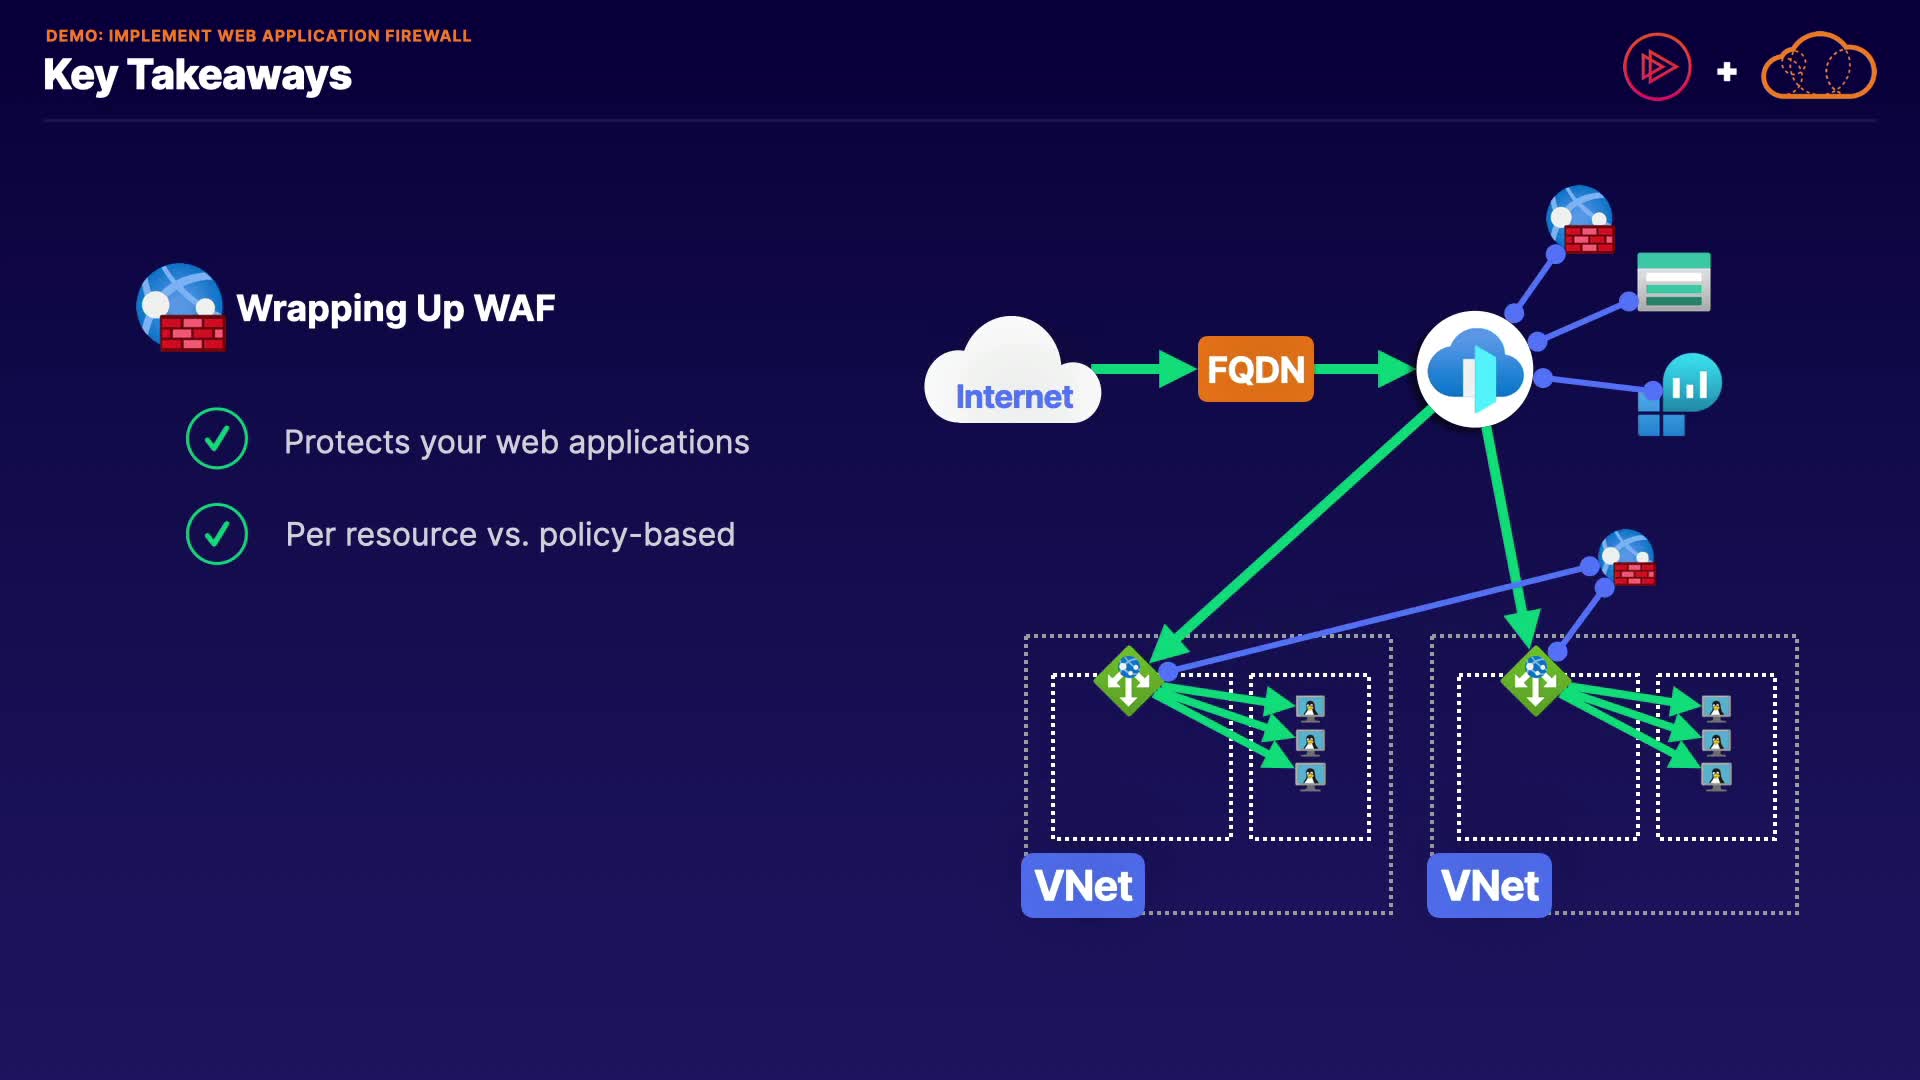 DEMO: IMPLEMENT WEB APPLICATION FIREWALL
Key Takeaways
Wrapping Up WAF
Protects your web applications
Per resource vs. policy-based
Internet
FQDN
VNet
VNet